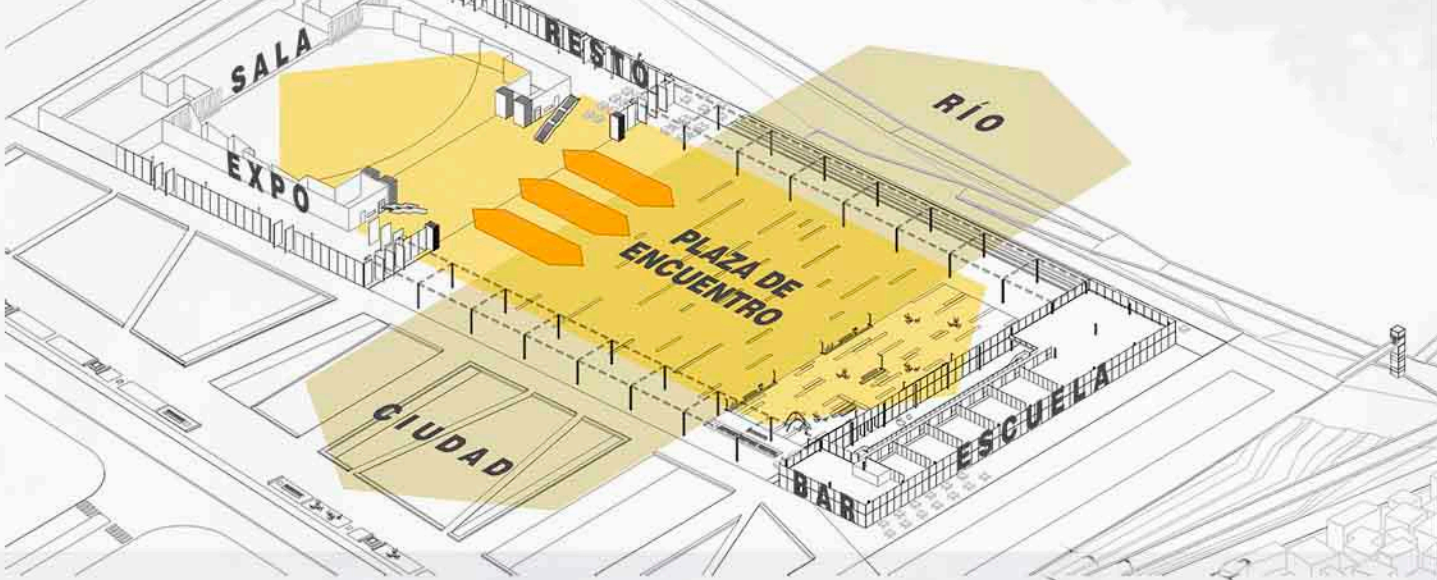 SALA
RESTÓ
RÍO
EXPO
PLAZA DE
ENCUENTRO
CIUDAD
ESCUELA
BAR